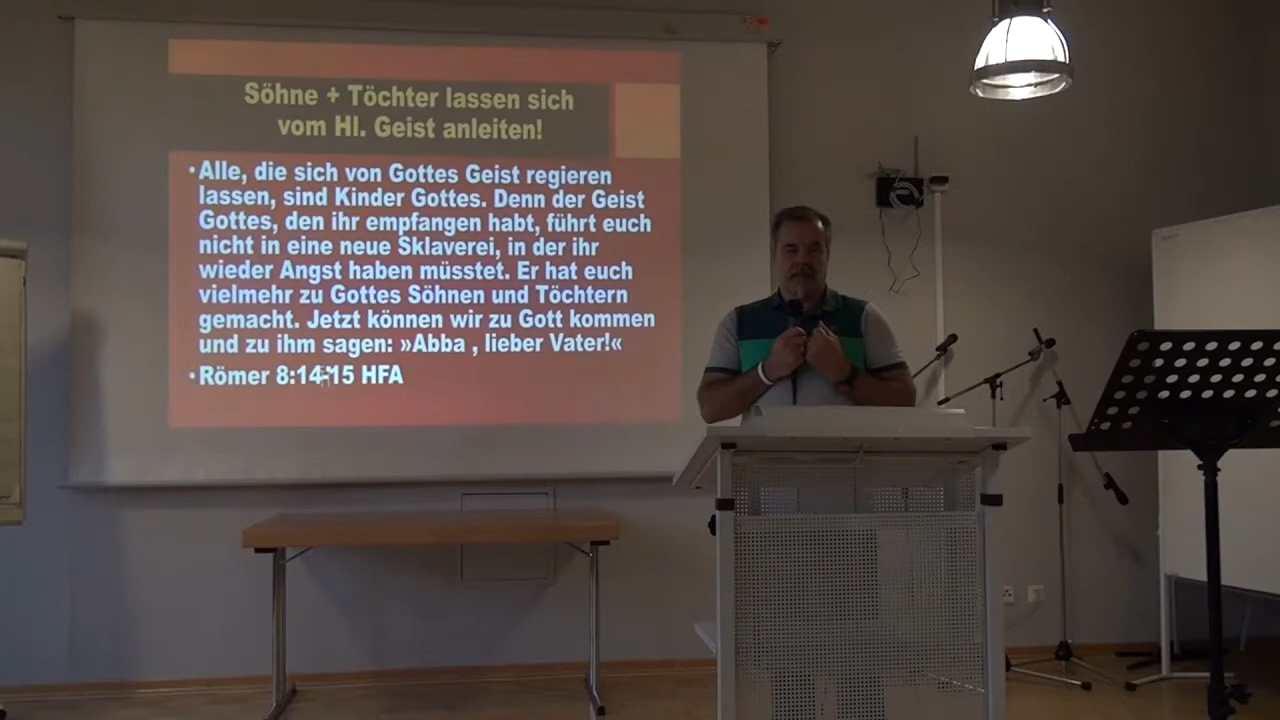 Söhne + Töchter lassen sich
vom Hl. Geist anleiten!
• Alle, die sich von Gottes Geist regieren
lassen, sind Kinder Gottes. Denn der Geist
Gottes, den ihr empfangen habt, führt euch
nicht in eine neue Sklaverei, in der ihr
wieder Angst haben müsstet. Er hat euch
vielmehr zu Gottes Söhnen und Töchtern
gemacht. Jetzt können wir zu Gott kommen
und zu ihm sagen: »Abba , lieber Vater!«
• Römer 8:14-15 HFA